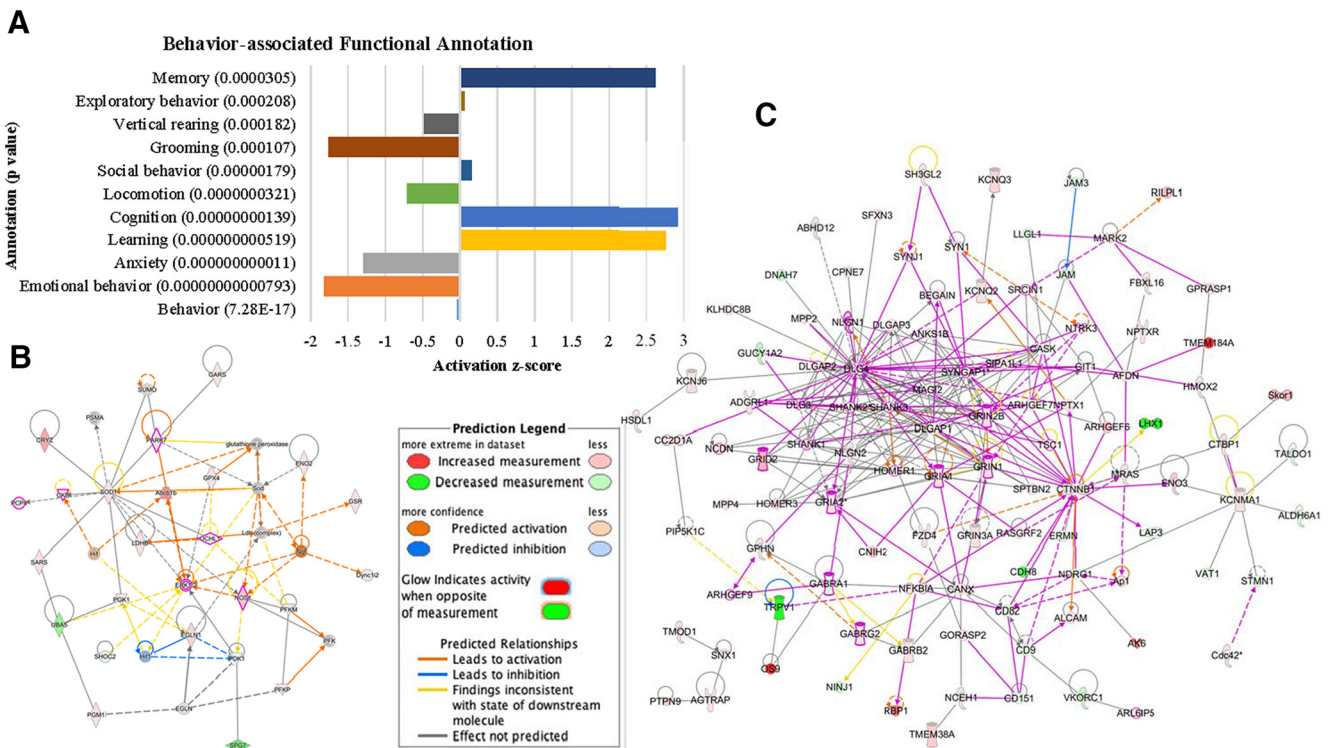 A
Behavior-associated Functional Annotation
Annotation (p value)
Memory (0.0000305)
Exploratory behavior (0.000208)
Vertical rearing (0.000182)
Grooming (0.000107)
Social behavior (0.00000179)
Locomotion (0.0000000321)
Cognition (0.00000000139)
Learning (0.000000000519)
Anxiety (0.000000000011)
Emotional behavior (0.00000000000793)
Behavior (7.28E-17)
-2 -1.5 -1 -0.5 0 0.5 1 1.5 2 2.5 3
Activation z-score
B
GARS
SUMO
PSMA
CRYZ
PARK7
glutathione peroxidase
ENO2
GPX4
SOD1
Abcb1b
Sod
GSR
Ldh (complex)
LDHB
UCHL1
Hif
SARS
Dync1i2
PGK1
NOS1
PFKM
UBA5
EGLN1
PFK
SHOC2
Hif1
PDK1
PFKP
PGM1
EGLN
SPG7
Prediction Legend
more extreme in dataset less
Increased measurement
Decreased measurement
more confidence less
Predicted activation
Predicted inhibition
Glow Indicates activity
when opposite
of measurement
Predicted Relationships
Leads to activation
Leads to inhibition
Findings inconsistent
with state of downstream
molecule
Effect not predicted
C
SH3GL2
KCNQ3
JAM3
RILPL1
SFXN3
ABHD12
LLGL1
MARK2
SYN1
SYNJ1
JAM
DNAH7
CPNE7
FBXL16
GPRASP1
KCNQ2
SRCIN1
BEGAIN
KLHDC8B
MPP2
NLGN1
DLGAP3
ANKS1B
NTRK3
NPTXR
TMEM184A
GUCY1A2
CASK
DLGAP2
DLG4
SYNGAP1
SIPA1L1
GIT1
AFDN
KCNJ6
HMOX2
MAGI2
Skor1
ADGRL1
DLG3
SHANK2
SHANK3
GRIN2B
ARHGEF7
NPTX1
HSDL1
DLGAP1
ARHGEF6
LHX1
CC2D1A
NCDN
SHANK1
NLGN2
TSC1
CTBP1
TALDO1
GRID2
HOMER1
GRIA1
GRIN1
MRAS
ENO3
SPTBN2
CTNNB1
KCNMA1
MPP4
HOMER3
GRIA2*
ALDH6A1
PIP5K1C
FZD4
GRIN3A
RASGRF2
ERMN
LAP3
GPHN
CNIH2
VAT1
STMN1
CDH8
NDRG1
Ap1
ARHGEF9
GABRA1
NFKBIA
CANX
TRPV1
CD82
ALCAM
TMOD1
GABRG2
GORASP2
AK6
Cdc42*
SNX1
GABRB2
CD9
OS9
NINJ1
PTPN9
AGTRAP
RBP1
NCEH1
CD151
VKORC1
ARL6IP5
TMEM38A